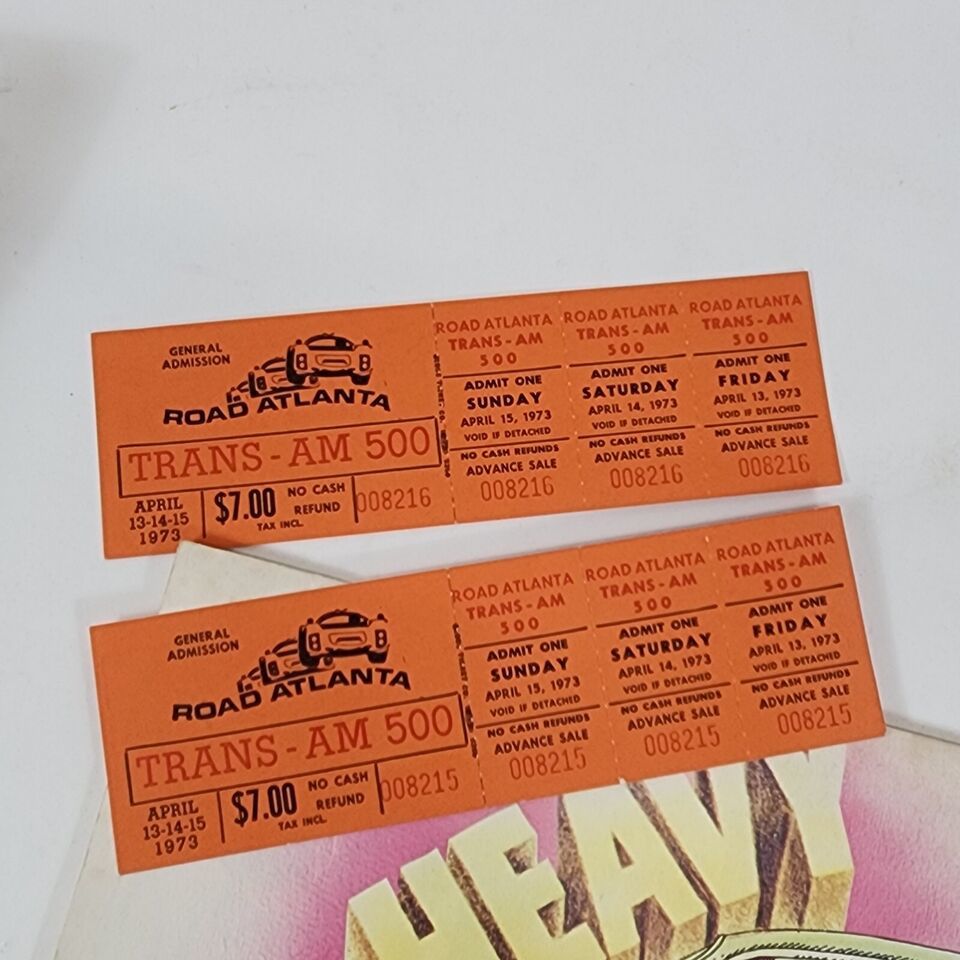 GENERAL
ADMISSION
ROAD ATLANTA
TRANS-AM 500
APRIL
13-14-15
1973
$7.00
TAX INCL.
NO CASH
REFUND
008216
ROAD ATLANTA
TRANS-AM
500
ADMIT ONE
SUNDAY
APRIL 15, 1973
VOID IF DETACHED
NO CASH REFUNDS
ADVANCE SALE
008216
ROAD ATLANTA
TRANS-AM
500
ADMIT ONE
SATURDAY
APRIL 14, 1973
VOID IF DETACHED
NO CASH REFUNDS
ADVANCE SALE
008216
ROAD ATLANTA
TRANS-AM
500
ADMIT ONE
FRIDAY
APRIL 13, 1973
VOID IF DETACHED
NO CASH REFUNDS
ADVANCE SALE
008216
GENERAL
ADMISSION
ROAD ATLANTA
TRANS-AM 500
APRIL
13-14-15
1973
$7.00
TAX INCL.
NO CASH
REFUND
008215
ROAD ATLANTA
TRANS-AM
500
ADMIT ONE
SUNDAY
APRIL 15, 1973
VOID IF DETACHED
NO CASH REFUNDS
ADVANCE SALE
008215
ROAD ATLANTA
TRANS-AM
500
ADMIT ONE
SATURDAY
APRIL 14, 1973
VOID IF DETACHED
NO CASH REFUNDS
ADVANCE SALE
008215
ROAD ATLANTA
TRANS-AM
500
ADMIT ONE
FRIDAY
APRIL 13, 1973
VOID IF DETACHED
NO CASH REFUNDS
ADVANCE SALE
008215
HEAVY